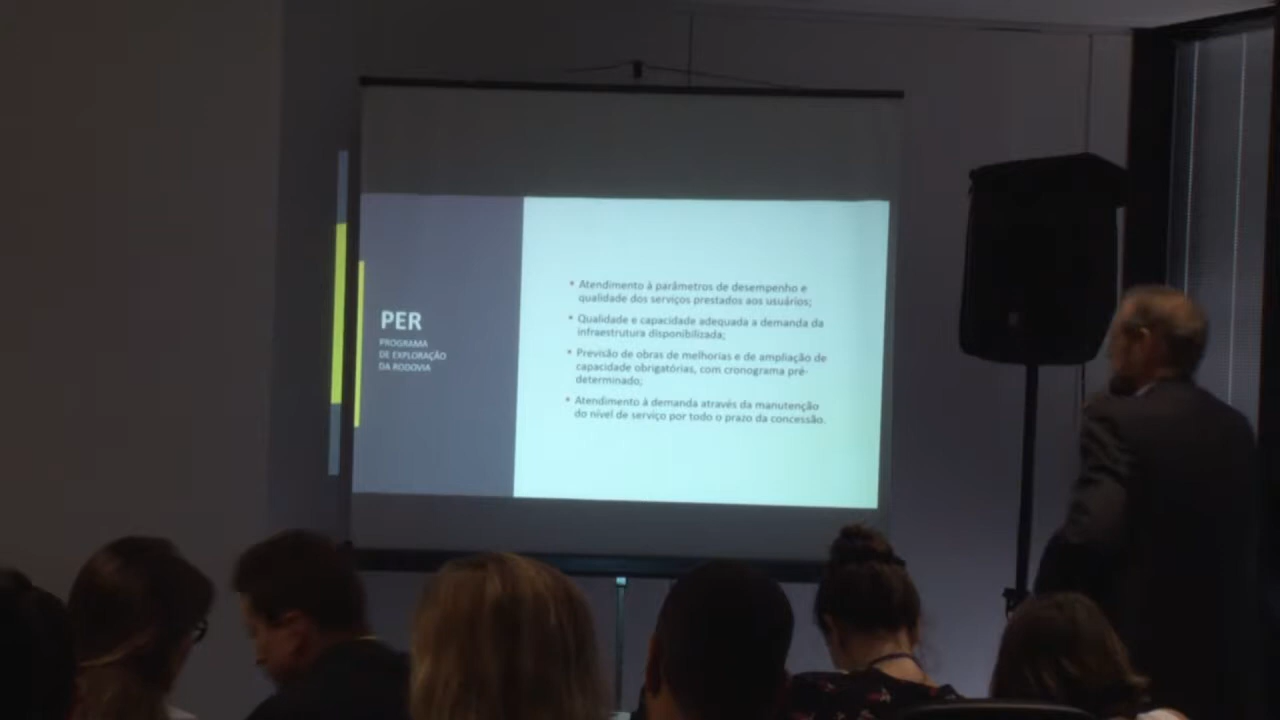 PER
PROGRAMA
DE EXPLORAÇÃO
DA RODOVIA
• Atendimento à parâmetros de desempenho e
qualidade dos serviços prestados aos usuários;
• Qualidade e capacidade adequada a demanda da
infraestrutura disponibilizada;
• Previsão de obras de melhorias e de ampliação de
capacidade obrigatórias, com cronograma pré-
determinado;
• Atendimento à demanda através da manutenção
do nível de serviço por todo o prazo da concessão.